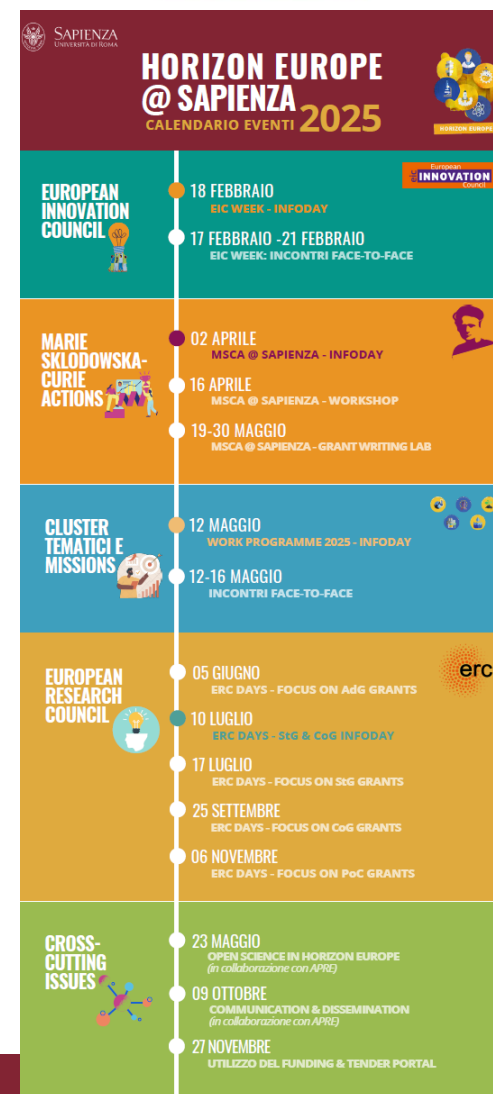 SAPIENZA
UNIVERSITÀ DI ROMA
HORIZON EUROPE
@ SAPIENZA
CALENDARIO EVENTI 2025
HORIZON EUROPE
EUROPEAN
INNOVATION
COUNCIL
European
eic INNOVATION
Council
18 FEBBRAIO
EIC WEEK - INFODAY
17 FEBBRAIO -21 FEBBRAIO
EIC WEEK: INCONTRI FACE-TO-FACE
MARIE
SKLODOWSKA-
CURIE
ACTIONS
02 APRILE
MSCA @ SAPIENZA - INFODAY
16 APRILE
MSCA @ SAPIENZA - WORKSHOP
19-30 MAGGIO
MSCA @ SAPIENZA - GRANT WRITING LAB
CLUSTER
TEMATICI E
MISSIONS
12 MAGGIO
WORK PROGRAMME 2025 - INFODAY
12-16 MAGGIO
INCONTRI FACE-TO-FACE
EUROPEAN
RESEARCH
COUNCIL
erc
05 GIUGNO
ERC DAYS - FOCUS ON AdG GRANTS
10 LUGLIO
ERC DAYS - StG & CoG INFODAY
17 LUGLIO
ERC DAYS - FOCUS ON StG GRANTS
25 SETTEMBRE
ERC DAYS - FOCUS ON CoG GRANTS
06 NOVEMBRE
ERC DAYS - FOCUS ON PoC GRANTS
CROSS-
CUTTING
ISSUES
23 MAGGIO
OPEN SCIENCE IN HORIZON EUROPE
(in collaborazione con APRE)
09 OTTOBRE
COMMUNICATION & DISSEMINATION
(in collaborazione con APRE)
27 NOVEMBRE
UTILIZZO DEL FUNDING & TENDER PORTAL